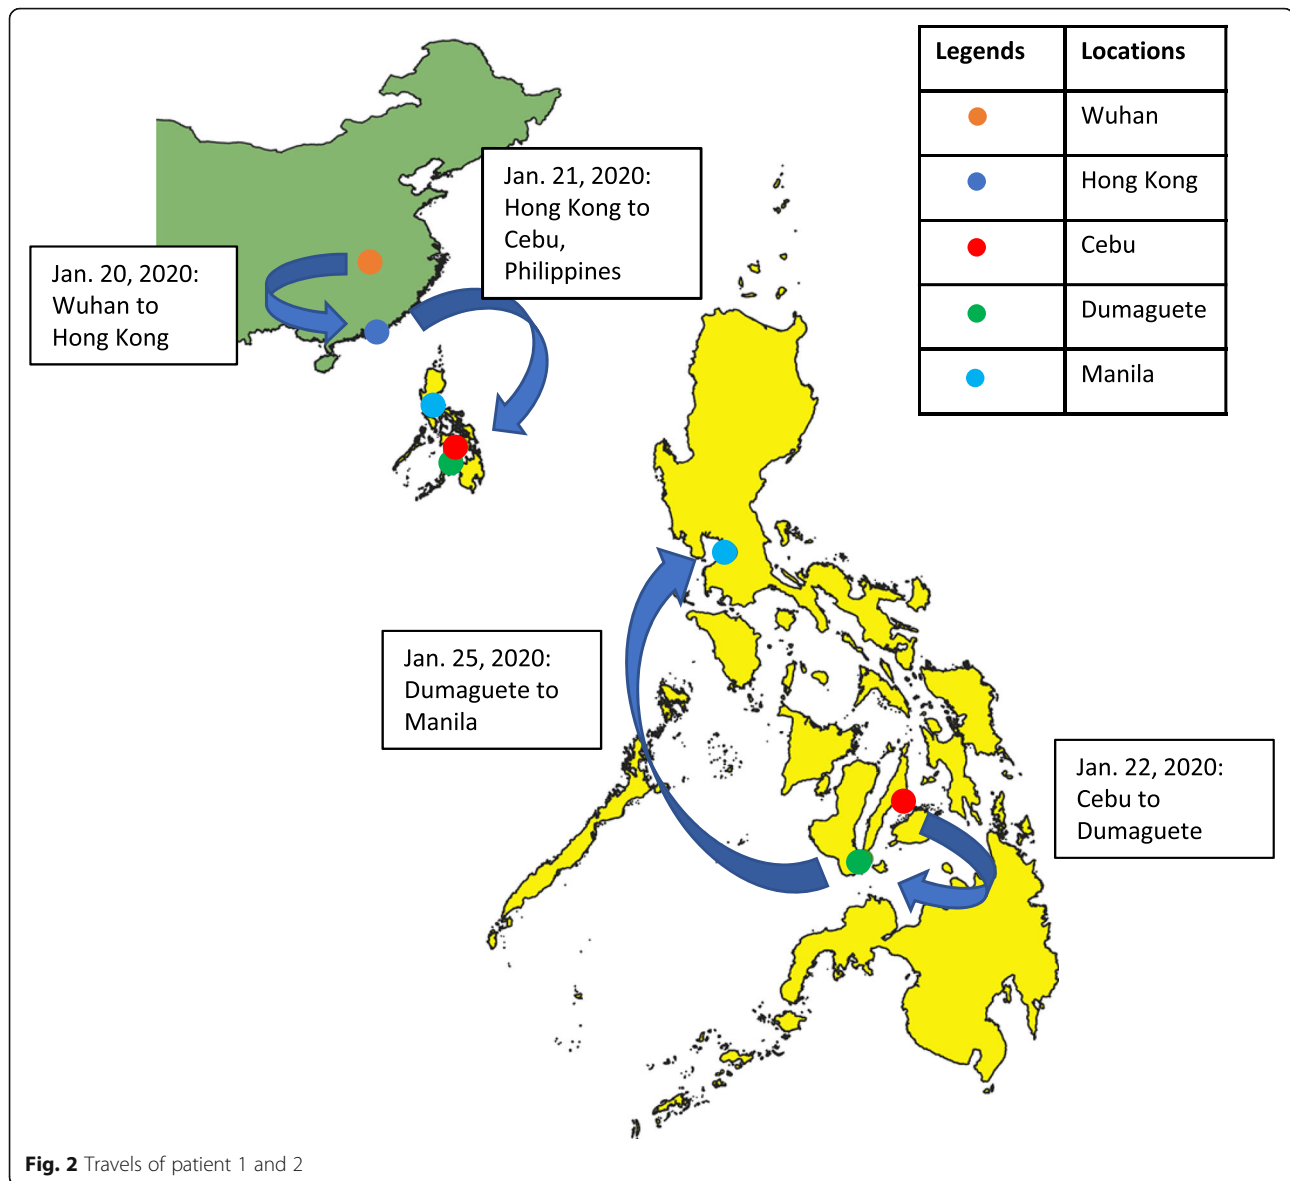 Legends Locations
Wuhan
Hong Kong
Cebu
Dumaguete
Manila
Jan. 21, 2020:
Hong Kong to
Cebu,
Philippines
Jan. 20, 2020:
Wuhan to
Hong Kong
Jan. 25, 2020:
Dumaguete to
Manila
Jan. 22, 2020:
Cebu to
Dumaguete
Fig. 2 Travels of patient 1 and 2